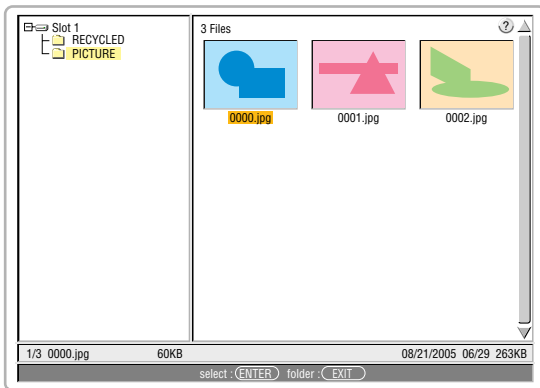 Slot 1
RECYCLED
PICTURE
3 Files
?
0000.jpg
0001.jpg
0002.jpg
1/3 0000.jpg 60KB 08/21/2005 06/29 263KB
select : ENTER folder : EXIT